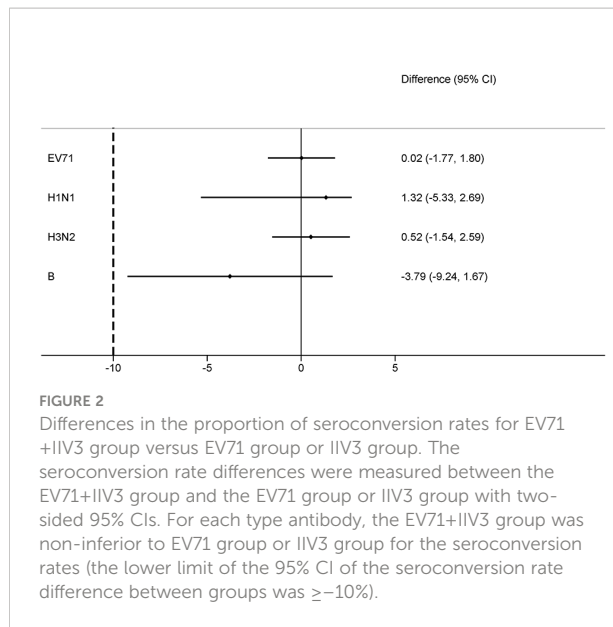 Difference (95% CI)
EV71 0.02 (-1.77, 1.80)
H1N1 1.32 (-5.33, 2.69)
H3N2 0.52 (-1.54, 2.59)
B -3.79 (-9.24, 1.67)
-10 -5 0 5
FIGURE 2
Differences in the proportion of seroconversion rates for EV71
+IIV3 group versus EV71 group or IIV3 group. The
seroconversion rate differences were measured between the
EV71+IIV3 group and the EV71 group or IIV3 group with two-
sided 95% CIs. For each type antibody, the EV71+IIV3 group was
non-inferior to EV71 group or IIV3 group for the seroconversion
rates (the lower limit of the 95% CI of the seroconversion rate
difference between groups was ≥−10%).